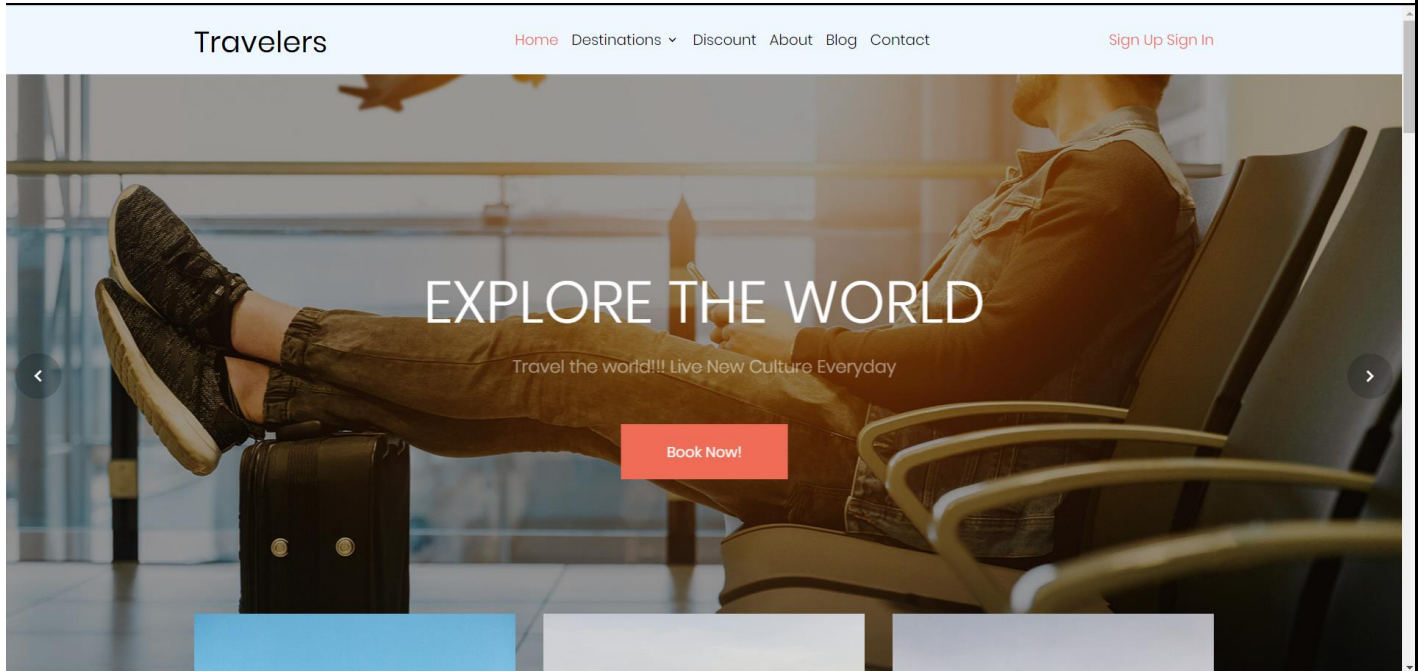 Travelers
Home Destinations Discount About Blog Contact
Sign Up Sign In
EXPLORE THE WORLD
Travel the world!!! Live New Culture Everyday
Book Now!